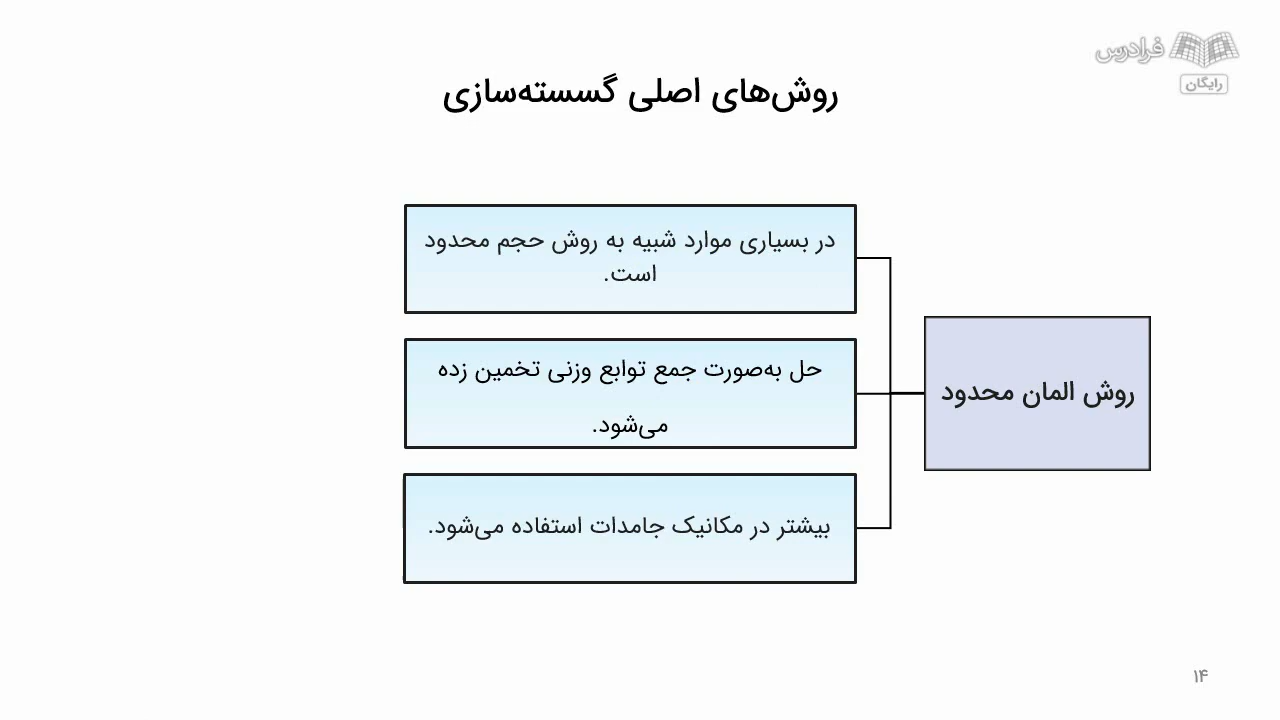 فرادرس
رایگان
روش‌های اصلی گسسته‌سازی
در بسیاری موارد شبیه به روش حجم محدود
است.
حل به‌صورت جمع توابع وزنی تخمین زده
می‌شود.
بیشتر در مکانیک جامدات استفاده می‌شود.
روش المان محدود
۱۴